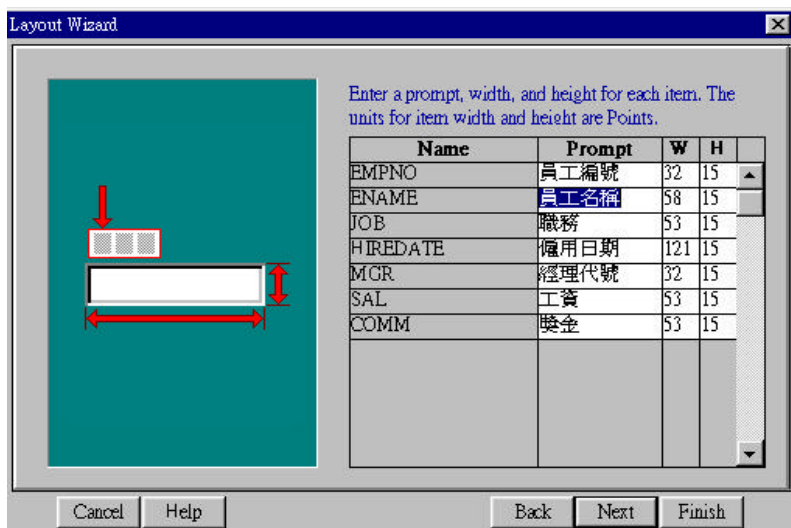 Layout Wizard
Enter a prompt, width, and height for each item. The
units for item width and height are Points.
Name Prompt W H
EMPNO 員工編號 32 15
ENAME 員工名稱 58 15
JOB 職務 53 15
HIREDATE 僱用日期 121 15
MGR 經理代號 32 15
SAL 工資 53 15
COMM 獎金 53 15
Cancel Help Back Next Finish